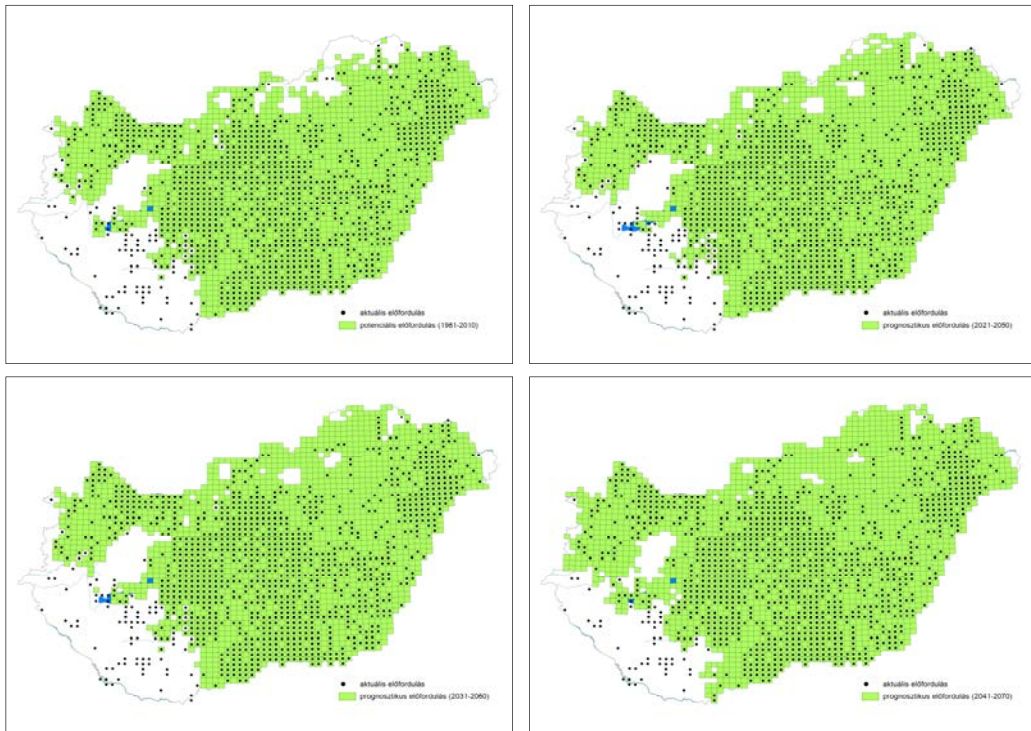 aktuális előfordulás
potenciális előfordulás (1981-2010)
aktuális előfordulás
prognosztikus előfordulás (2021-2050)
aktuális előfordulás
prognosztikus előfordulás (2031-2060)
aktuális előfordulás
prognosztikus előfordulás (2041-2070)